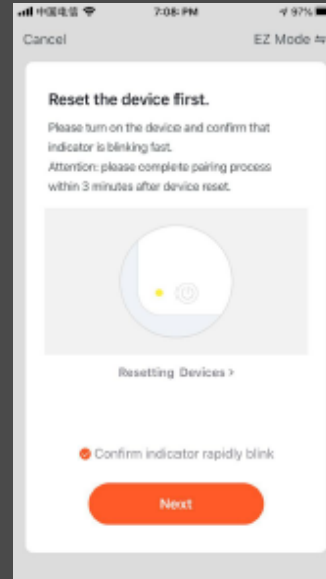 中国电信 7:08 PM 97%
Cancel EZ Mode
Reset the device first.
Please turn on the device and confirm that
indicator is blinking fast.
Attention: please complete pairing process
within 3 minutes after device reset.
Resetting Devices >
Confirm indicator rapidly blink
Next